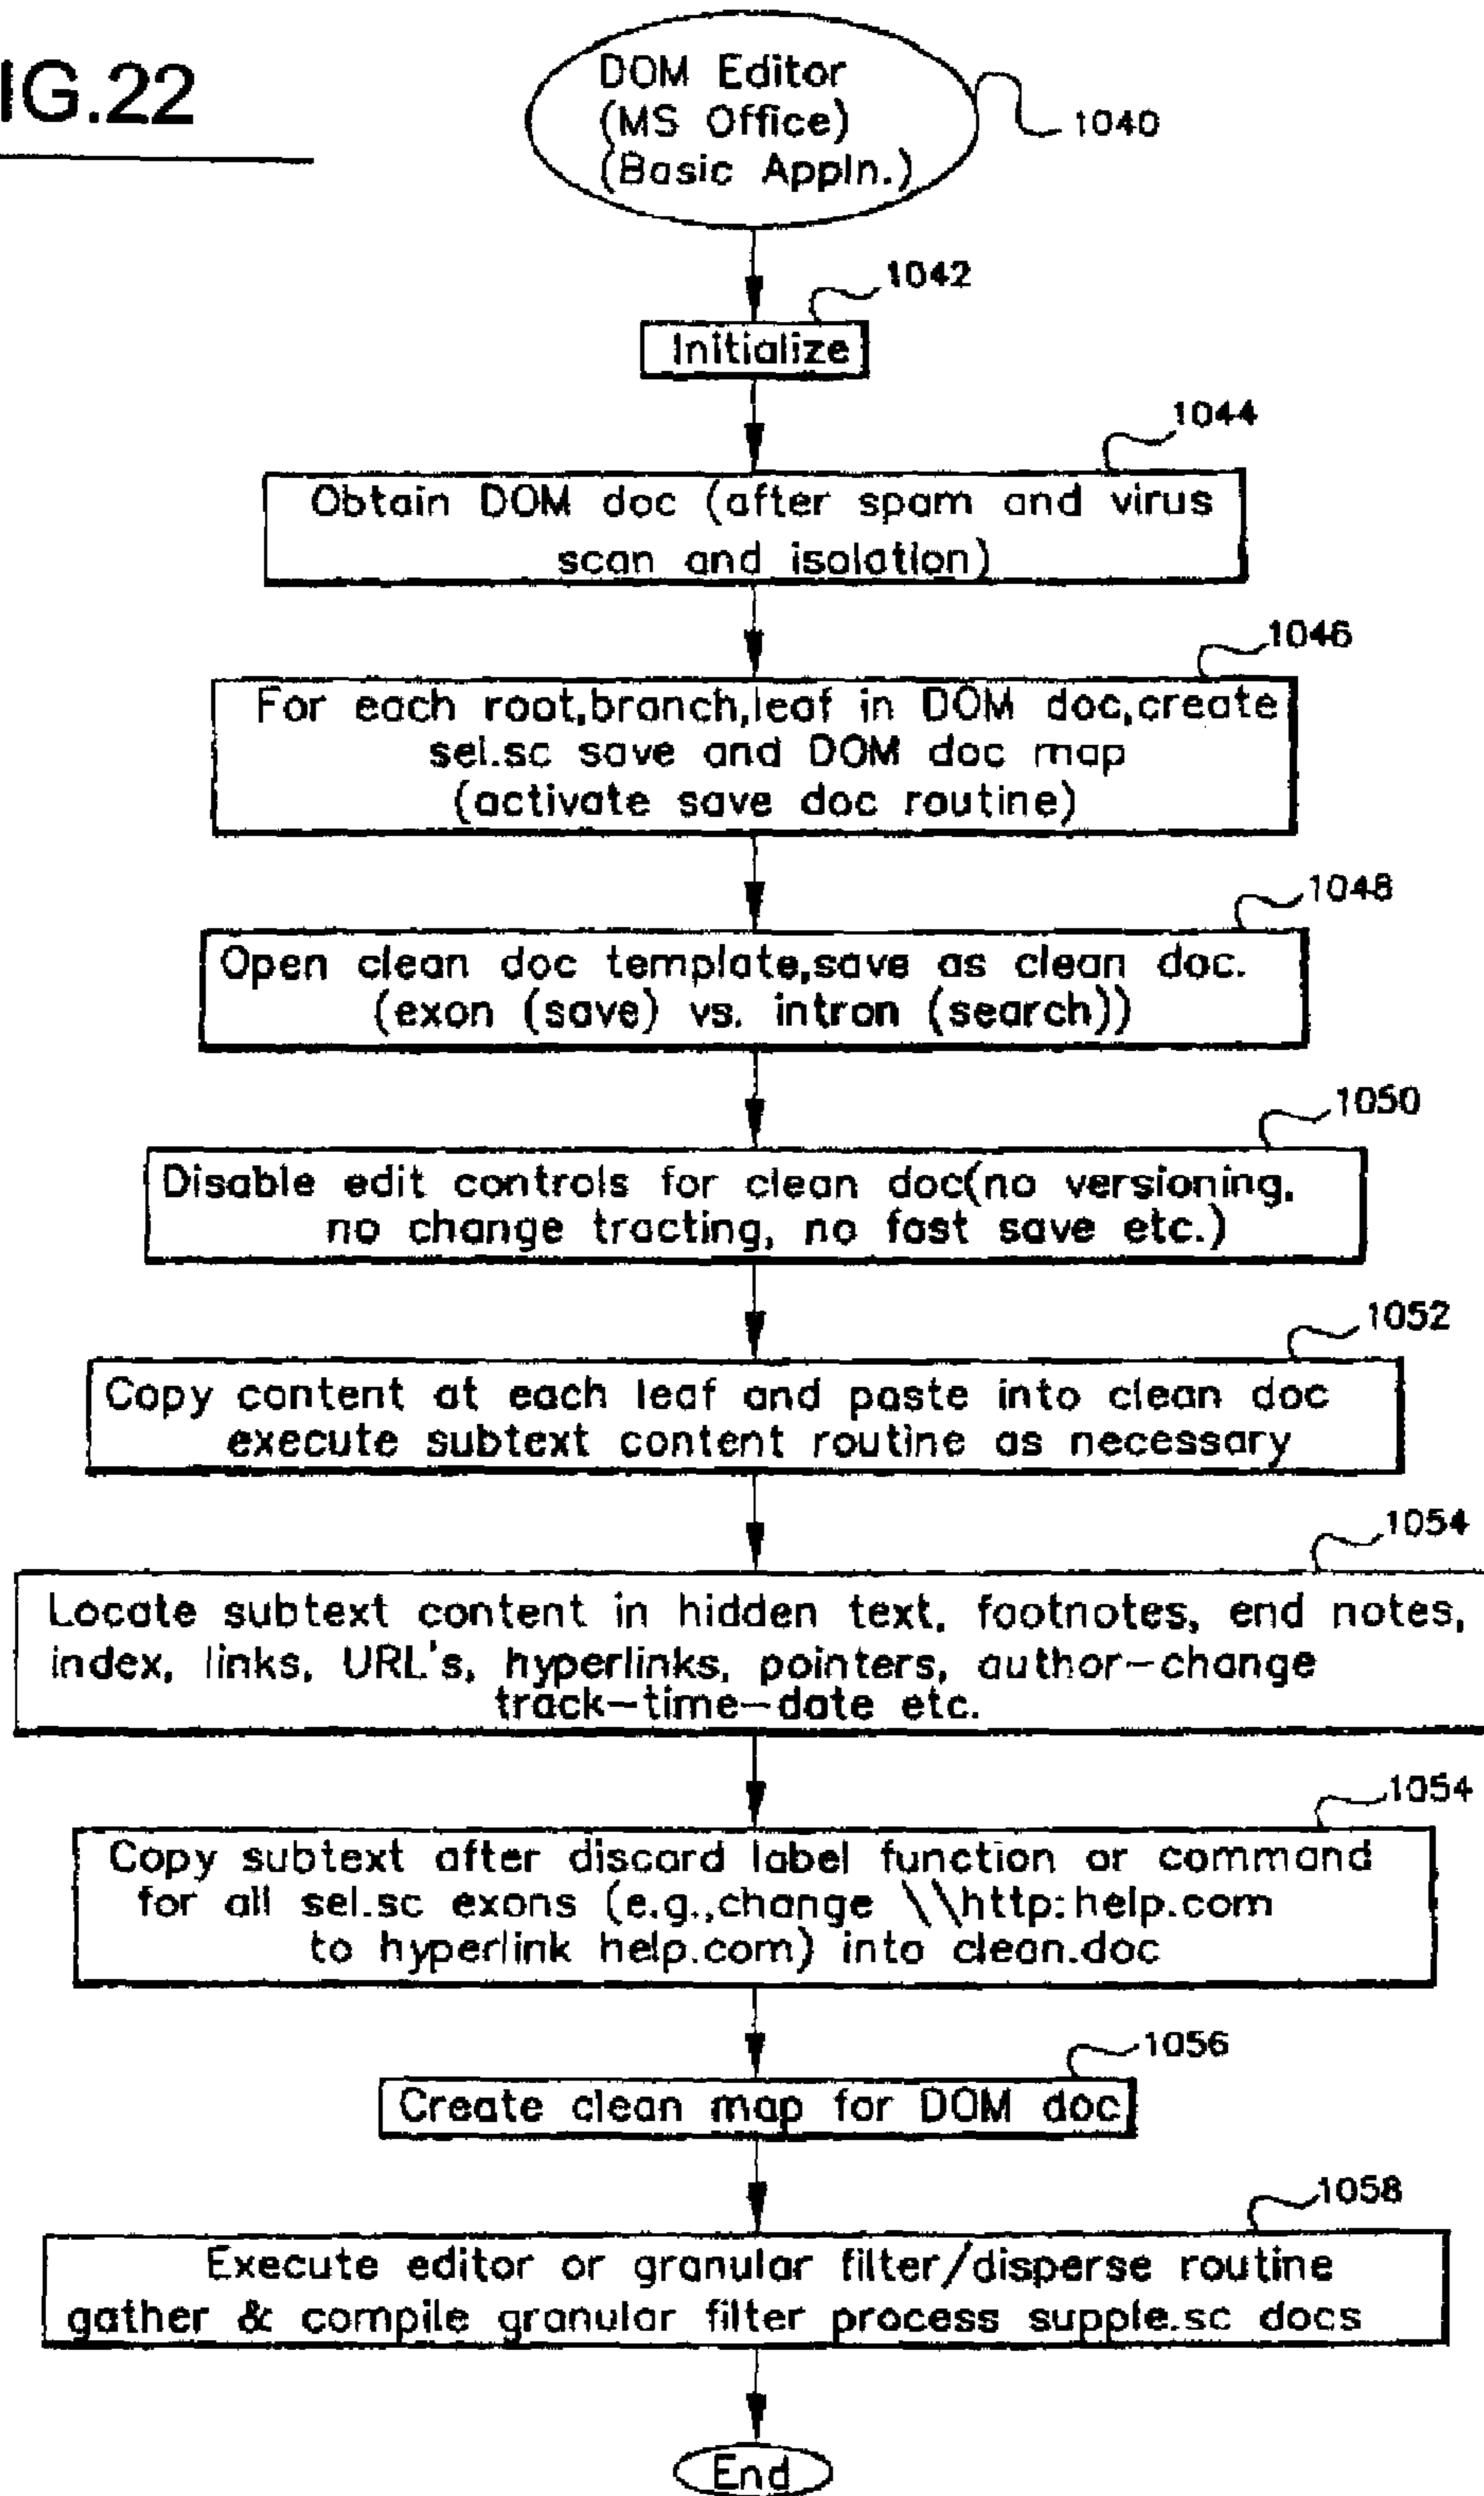 IG.22
DOM Editor
(MS Office)
(Basic Appln.)
1040
1042
Initialize
1044
Obtain DOM doc (after spam and virus
scan and isolation)
1046
For each root,branch,leaf in DOM doc,create
sel.sc save and DOM doc map
(activate save doc routine)
1048
Open clean doc template,save as clean doc.
(exon (save) vs. intron (search))
1050
Disable edit controls for clean doc(no versioning,
no change tracting, no fast save etc.)
1052
Copy content at each leaf and paste into clean doc
execute subtext content routine as necessary
1054
Locate subtext content in hidden text, footnotes, end notes,
index, links, URL's, hyperlinks, pointers, author-change
track-time-date etc.
1054
Copy subtext after discard label function or command
for all sel.sc exons (e.g.,change \\http:help.com
to hyperlink help.com) into clean.doc
1056
Create clean map for DOM doc
1058
Execute editor or granular filter/disperse routine
gather & compile granular filter process supple.sc docs
End